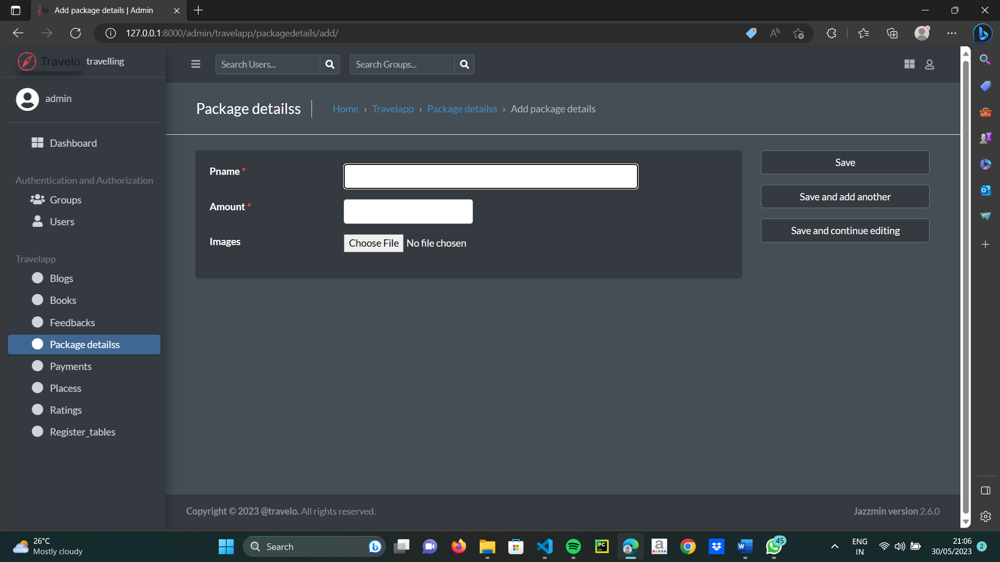 Add package details | Admin
127.0.0.1:8000/admin/travelapp/packagedetails/add/
Travelo travelling
Search Users...
Search Groups...
admin
Package detailss
Home › Travelapp › Package detailss › Add package details
Dashboard
Authentication and Authorization
Groups
Users
Travelapp
Blogs
Books
Feedbacks
Package detailss
Payments
Placess
Ratings
Register_tables
Pname *
Amount *
Images
Choose File No file chosen
Save
Save and add another
Save and continue editing
Copyright © 2023 @travelo. All rights reserved.
Jazzmin version 2.6.0
26°C
Mostly cloudy
Search
PC
a
W
45
ENG
IN
21:06
30/05/2023
2